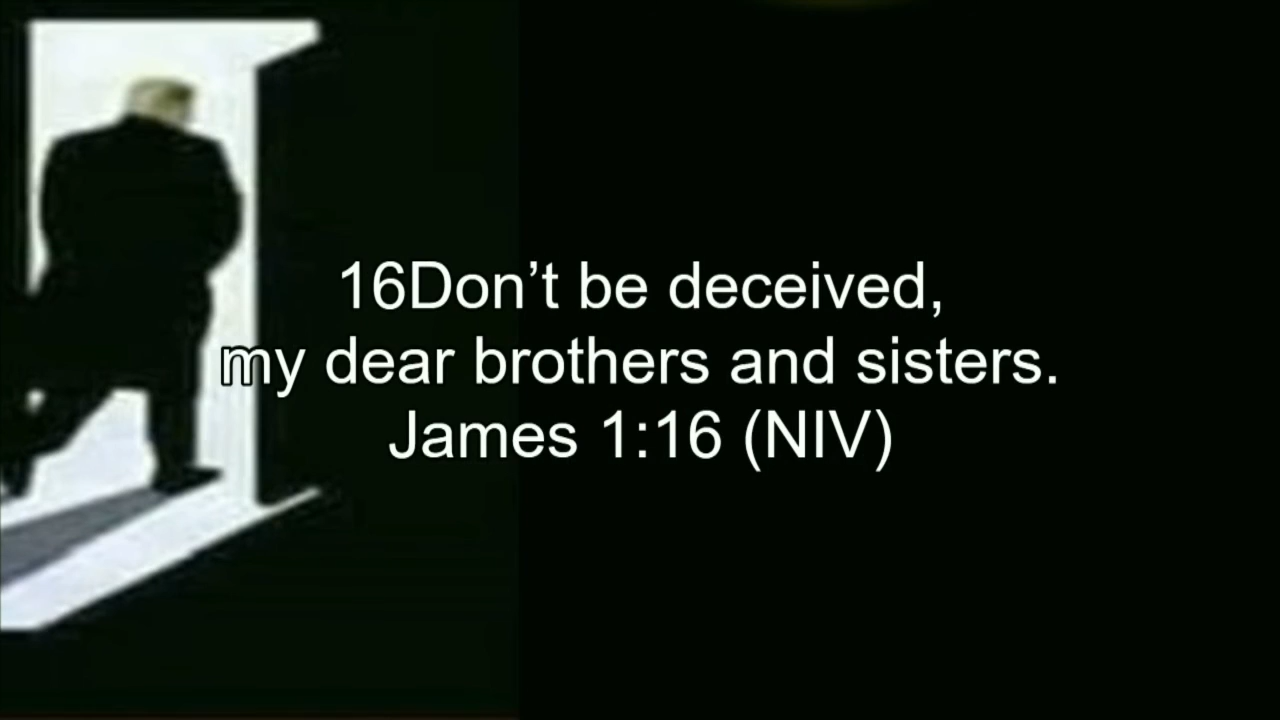 16Don’t be deceived,
my dear brothers and sisters.
James 1:16 (NIV)